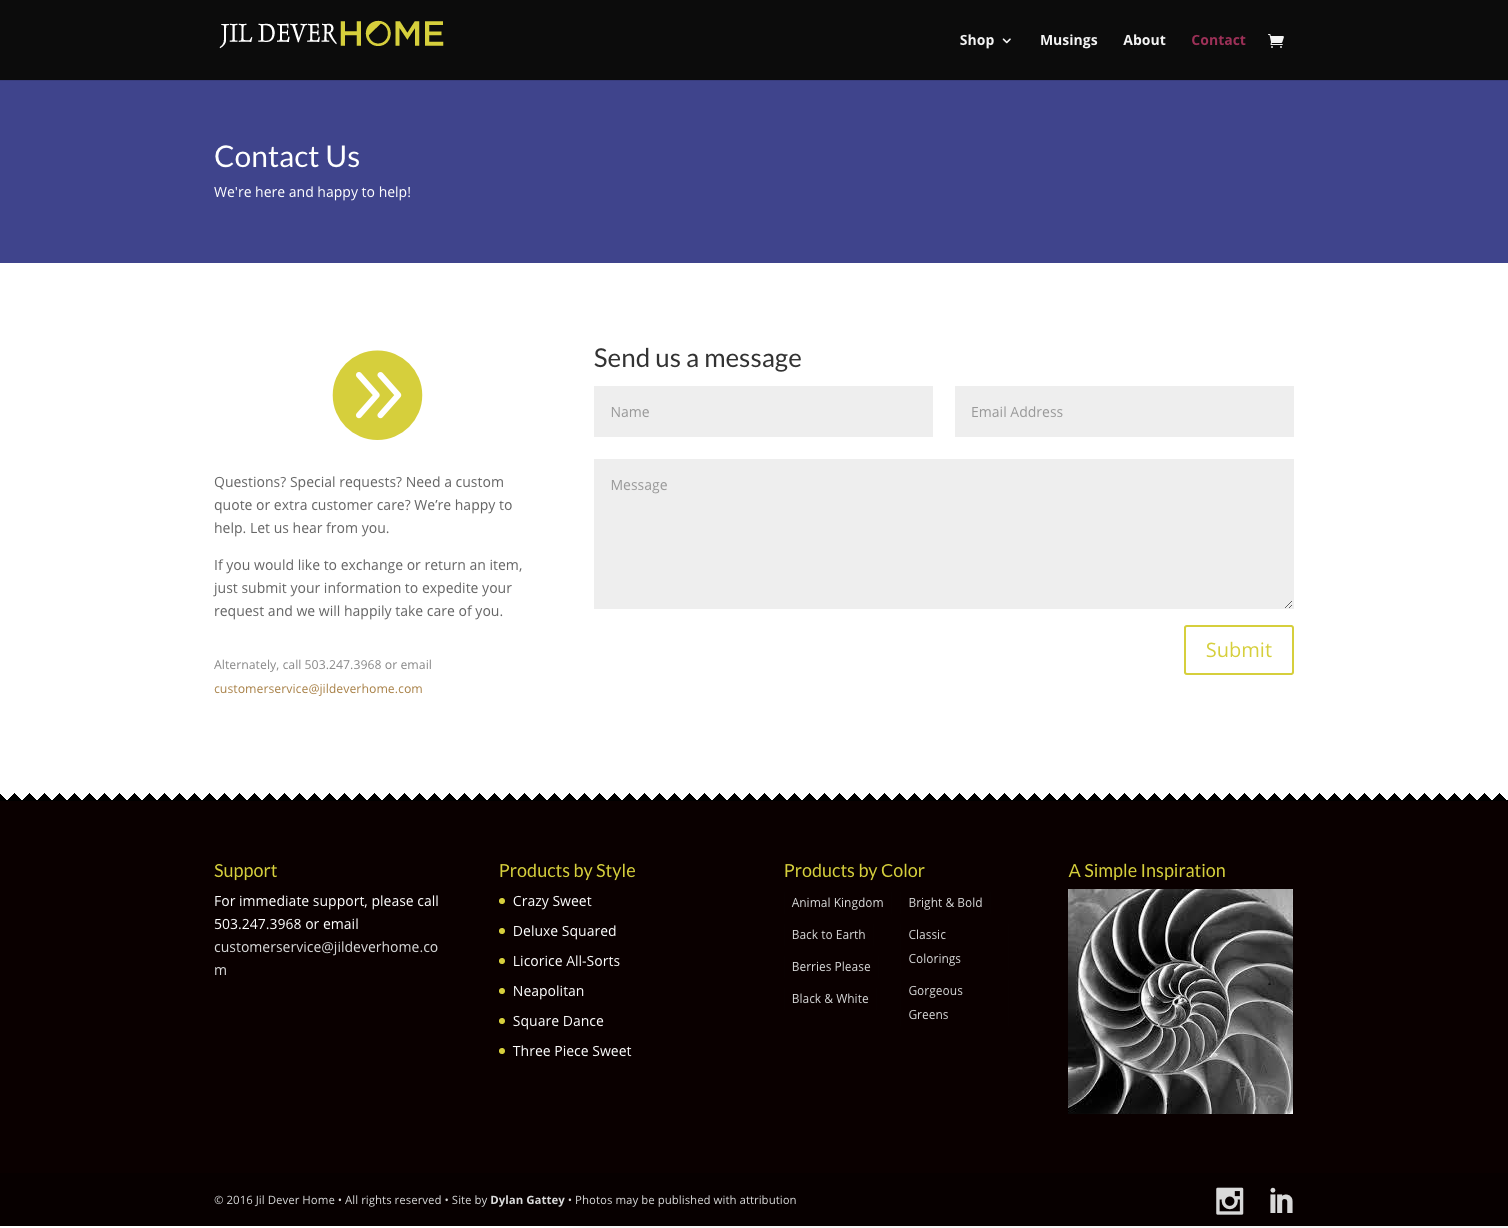 JIL DEVER HOME
Shop
Musings
About
Contact
Contact Us
We're here and happy to help!
Questions? Special requests? Need a custom
quote or extra customer care? We’re happy to
help. Let us hear from you.
If you would like to exchange or return an item,
just submit your information to expedite your
request and we will happily take care of you.
Alternately, call 503.247.3968 or email
customerservice@jildeverhome.com
Send us a message
Name
Email Address
Message
Submit
Support
For immediate support, please call
503.247.3968 or email
customerservice@jildeverhome.co
m
Products by Style
Crazy Sweet
Deluxe Squared
Licorice All-Sorts
Neapolitan
Square Dance
Three Piece Sweet
Products by Color
Animal Kingdom
Back to Earth
Berries Please
Black & White
Bright & Bold
Classic
Colorings
Gorgeous
Greens
A Simple Inspiration
© 2016 Jil Dever Home • All rights reserved • Site by Dylan Gattey • Photos may be published with attribution
in